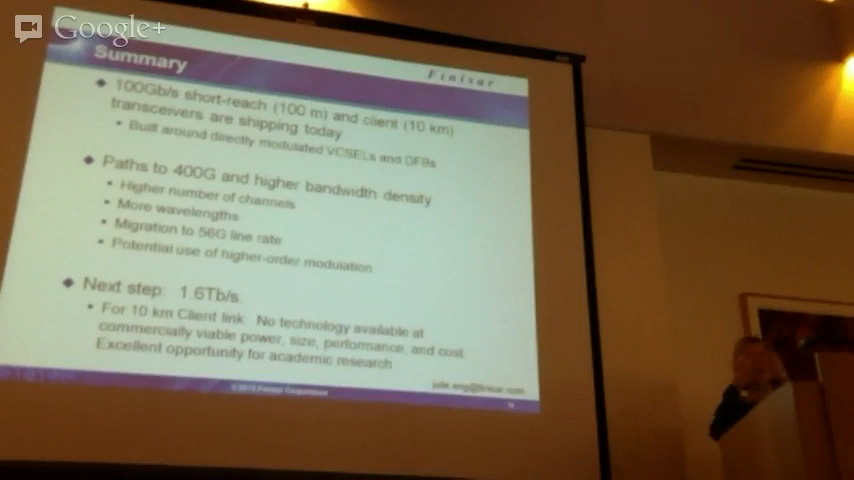 Google+
Summary
Finisar
◆ 100Gb/s short-reach (100 m) and client (10 km)
transceivers are shipping today
• Built around directly modulated VCSELs and DFBs
◆ Paths to 400G and higher bandwidth density
• Higher number of channels
• More wavelengths
• Migration to 56G line rate
• Potential use of higher-order modulation
◆ Next step: 1.6Tb/s.
• For 10 km Client link: No technology available at
commercially viable power, size, performance, and cost.
Excellent opportunity for academic research
julie.eng@finisar.com
Finisar Corporation